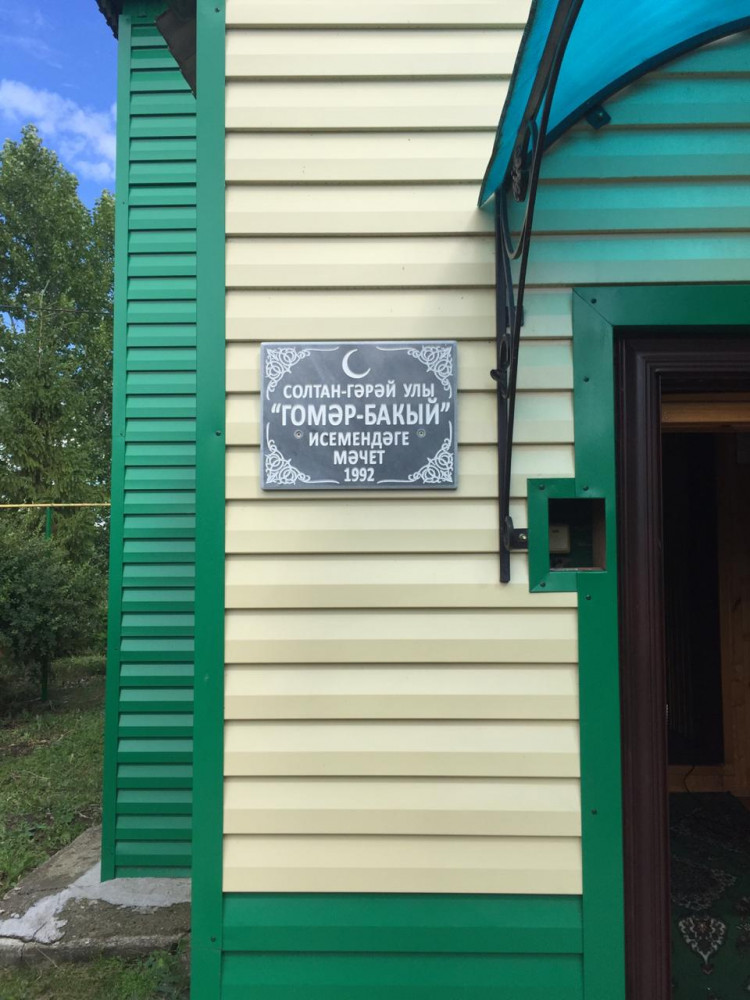 СОЛТАН-ГӘРӘЙ УЛЫ
"ГОМӘР-БАКЫЙ"
ИСЕМЕНДӘГЕ
МӘЧЕТ
1992